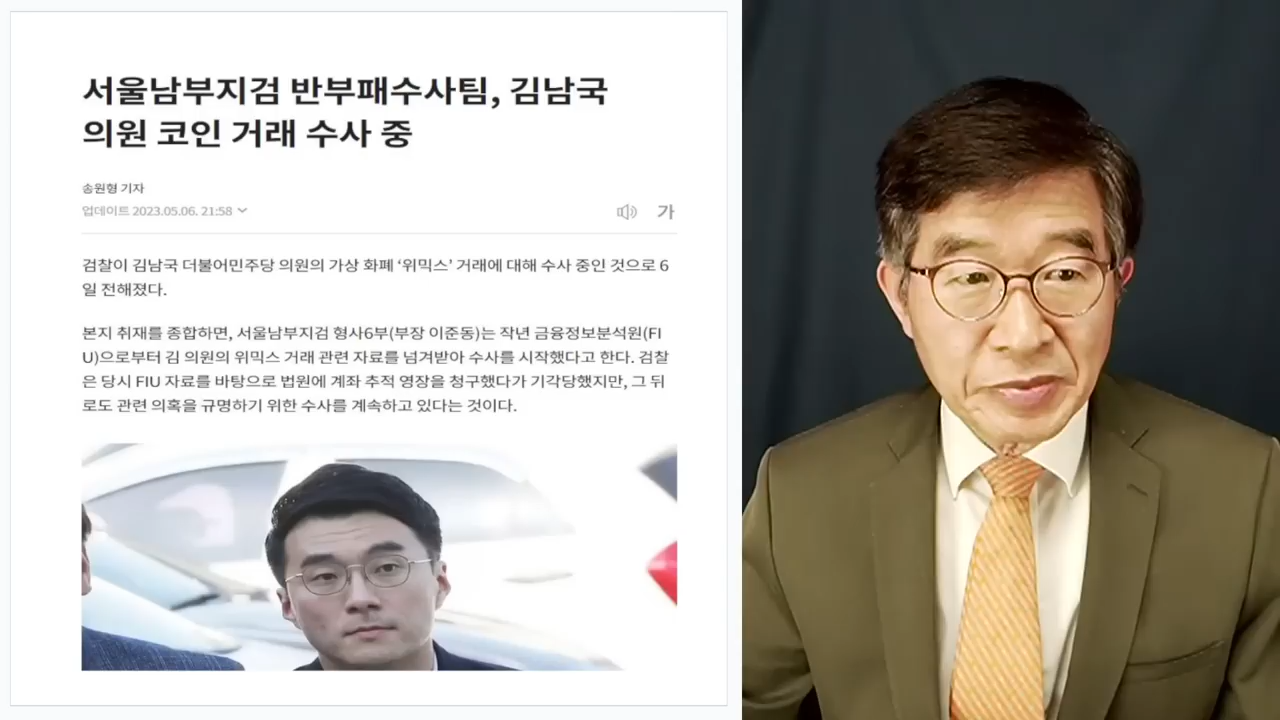 서울남부지검 반부패수사팀, 김남국
의원 코인 거래 수사 중
송원형 기자
업데이트 2023.05.06. 21:58
가
검찰이 김남국 더불어민주당 의원의 가상 화폐 ‘위믹스’ 거래에 대해 수사 중인 것으로 6
일 전해졌다.
본지 취재를 종합하면, 서울남부지검 형사6부(부장 이준동)는 작년 금융정보분석원(FI
U)으로부터 김 의원의 위믹스 거래 관련 자료를 넘겨받아 수사를 시작했다고 한다. 검찰
은 당시 FIU 자료를 바탕으로 법원에 계좌 추적 영장을 청구했다가 기각당했지만, 그 뒤
로도 관련 의혹을 규명하기 위한 수사를 계속하고 있다는 것이다.